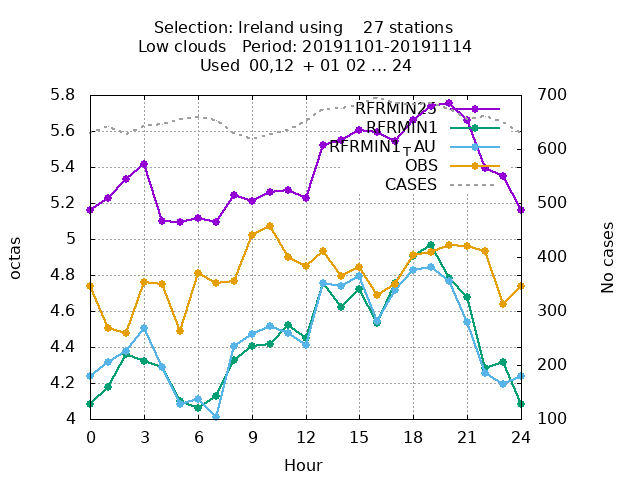 Selection: Ireland using 27 stations
Low clouds Period: 20191101-20191114
Used 00,12 + 01 02 ... 24
5.8
5.6
5.4
5.2
5
4.8
4.6
4.4
4.2
4
octas
RFRMIN25
RFRMIN1
RFRMIN1_AU
OBS
CASES
700
600
500
400
300
200
100
No cases
0 3 6 9 12 15 18 21 24
Hour